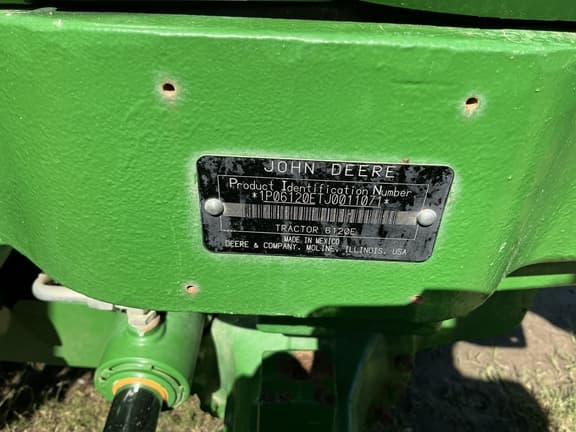 JOHN DEERE
Product Identification Number
*1P06120ETJ0011071*
TRACTOR 6120E
MADE IN MEXICO
DEERE & COMPANY, MOLINE, ILLINOIS, USA